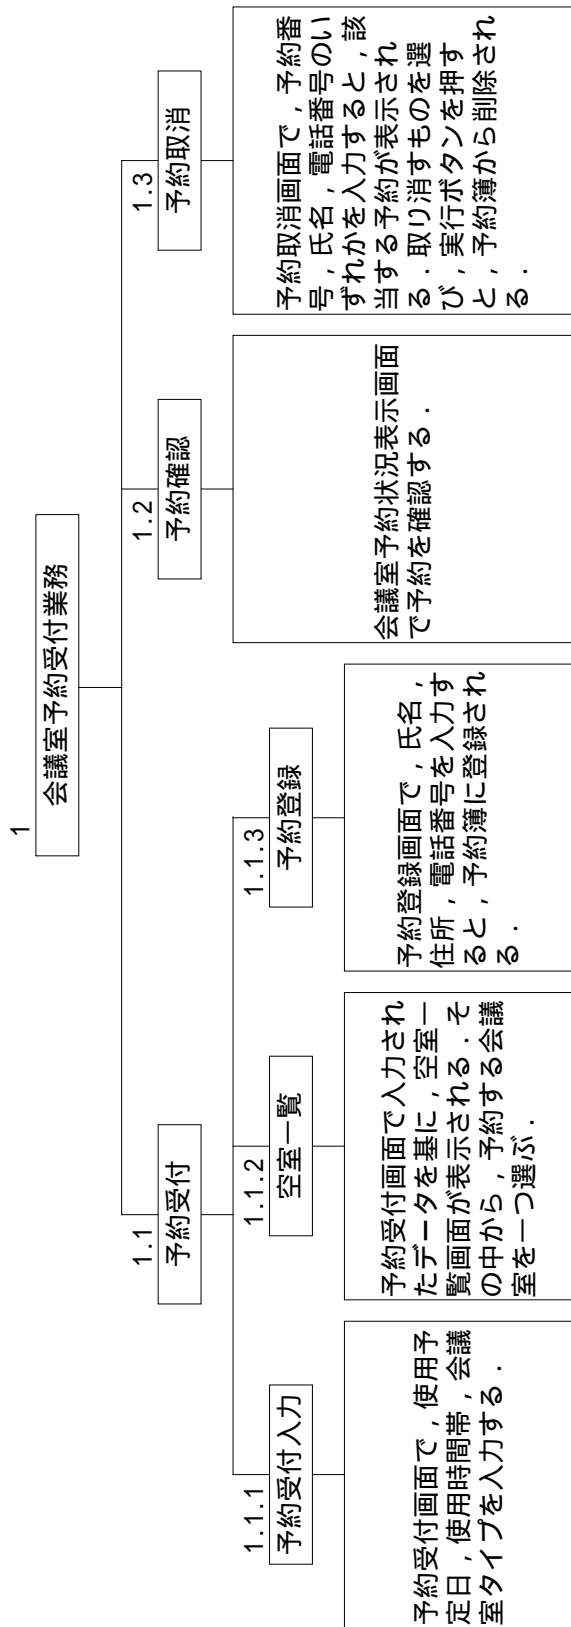 1
会議室予約受付業務
1.1
予約受付
1.1.1
予約受付入力
予約受付画面で，使用予
定日，使用時間帯，会議
室タイプを入力する．
1.1.2
空室一覧
予約受付画面で入力され
たデータを基に，空室一
覧画面が表示される．そ
の中から，予約する会議
室を一つ選ぶ．
1.1.3
予約登録
予約登録画面で，氏名，
住所，電話番号を入力す
ると，予約簿に登録され
る．
1.2
予約確認
会議室予約状況表示画面
で予約を確認する．
1.3
予約取消
予約取消画面で，予約番
号，氏名，電話番号のい
ずれかを入力すると，該
当する予約が表示され
る．取り消すものを選
び，実行ボタンを押す
と，予約簿から削除され
る．